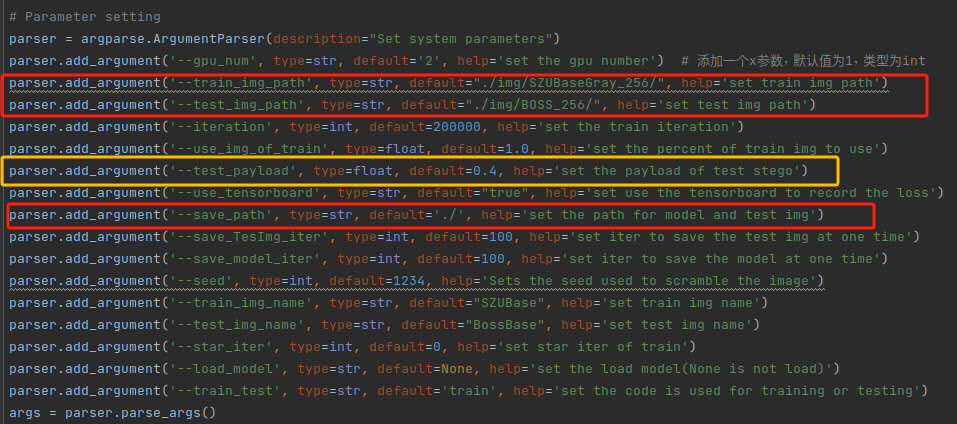 # Parameter setting
parser = argparse.ArgumentParser(description="Set system parameters")
parser.add_argument('--gpu_num', type=str, default='2', help='set the gpu number')  # 添加一个x参数，默认值为1，类型为int
parser.add_argument('--train_img_path', type=str, default="./img/SZUBaseGray_256/", help='set train img path')
parser.add_argument('--test_img_path', type=str, default="./img/BOSS_256/", help='set test img path')
parser.add_argument('--iteration', type=int, default=200000, help='set the train iteration')
parser.add_argument('--use_img_of_train', type=float, default=1.0, help='set the percent of train img to use')
parser.add_argument('--test_payload', type=float, default=0.4, help='set the payload of test stego')
parser.add_argument('--use_tensorboard', type=str, default="true", help='set use the tensorboard to record the loss')
parser.add_argument('--save_path', type=str, default='./', help='set the path for model and test img')
parser.add_argument('--save_TesImg_iter', type=int, default=100, help='set iter to save the test img at one time')
parser.add_argument('--save_model_iter', type=int, default=100, help='set iter to save the model at one time')
parser.add_argument('--seed', type=int, default=1234, help='Sets the seed used to scramble the image')
parser.add_argument('--train_img_name', type=str, default="SZUBase", help='set train img name')
parser.add_argument('--test_img_name', type=str, default="BossBase", help='set test img name')
parser.add_argument('--star_iter', type=int, default=0, help='set star iter of train')
parser.add_argument('--load_model', type=str, default=None, help='set the load model(None is not load)')
parser.add_argument('--train_test', type=str, default='train', help='set the code is used for training or testing')
args = parser.parse_args()